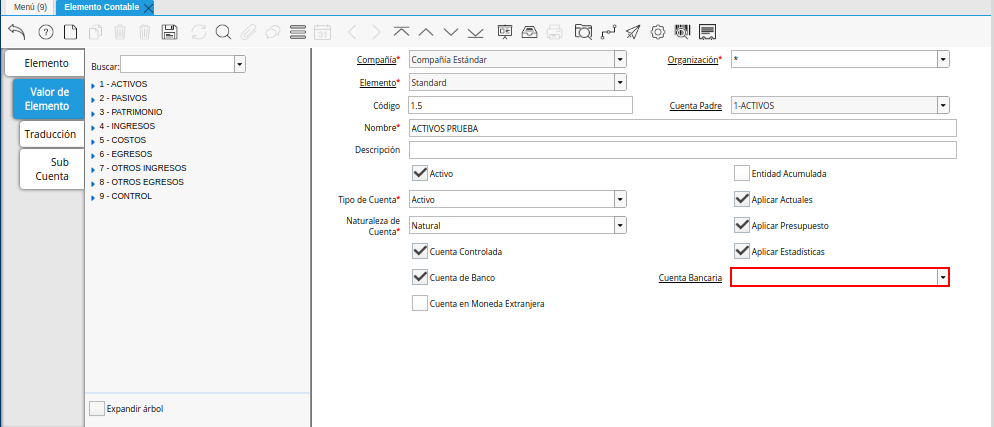 Menú (9)
Elemento Contable
Elemento
Valor de
Elemento
Traducción
Sub
Cuenta
Buscar:
1 - ACTIVOS
2 - PASIVOS
3 - PATRIMONIO
4 - INGRESOS
5 - COSTOS
6 - EGRESOS
7 - OTROS INGRESOS
8 - OTROS EGRESOS
9 - CONTROL
Expandir árbol
Compañía* Compañía Estándar
Organización* *
Elemento* Standard
Código 1.5
Cuenta Padre 1-ACTIVOS
Nombre* ACTIVOS PRUEBA
Descripción
Activo
Entidad Acumulada
Tipo de Cuenta* Activo
Aplicar Actuales
Naturaleza de
Cuenta* Natural
Aplicar Presupuesto
Cuenta Controlada
Aplicar Estadísticas
Cuenta de Banco
Cuenta Bancaria
Cuenta en Moneda Extranjera